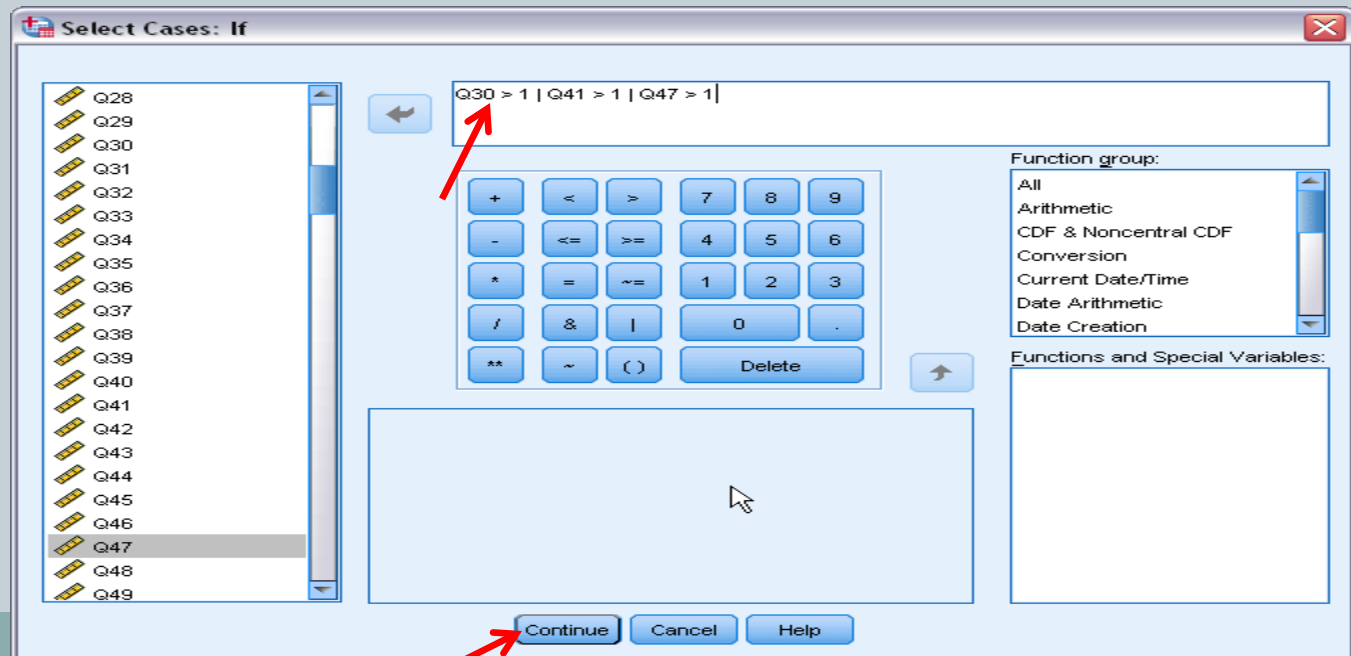 Select Cases: If
Q28
Q29
Q30
Q31
Q32
Q33
Q34
Q35
Q36
Q37
Q38
Q39
Q40
Q41
Q42
Q43
Q44
Q45
Q46
Q47
Q48
Q49
Q30 > 1 | Q41 > 1 | Q47 > 1
+ < > 7 8 9
- <= >= 4 5 6
* = ~= 1 2 3
/ & | 0 .
** ~ ( ) Delete
Function group:
All
Arithmetic
CDF & Noncentral CDF
Conversion
Current Date/Time
Date Arithmetic
Date Creation
Functions and Special Variables:
Continue Cancel Help